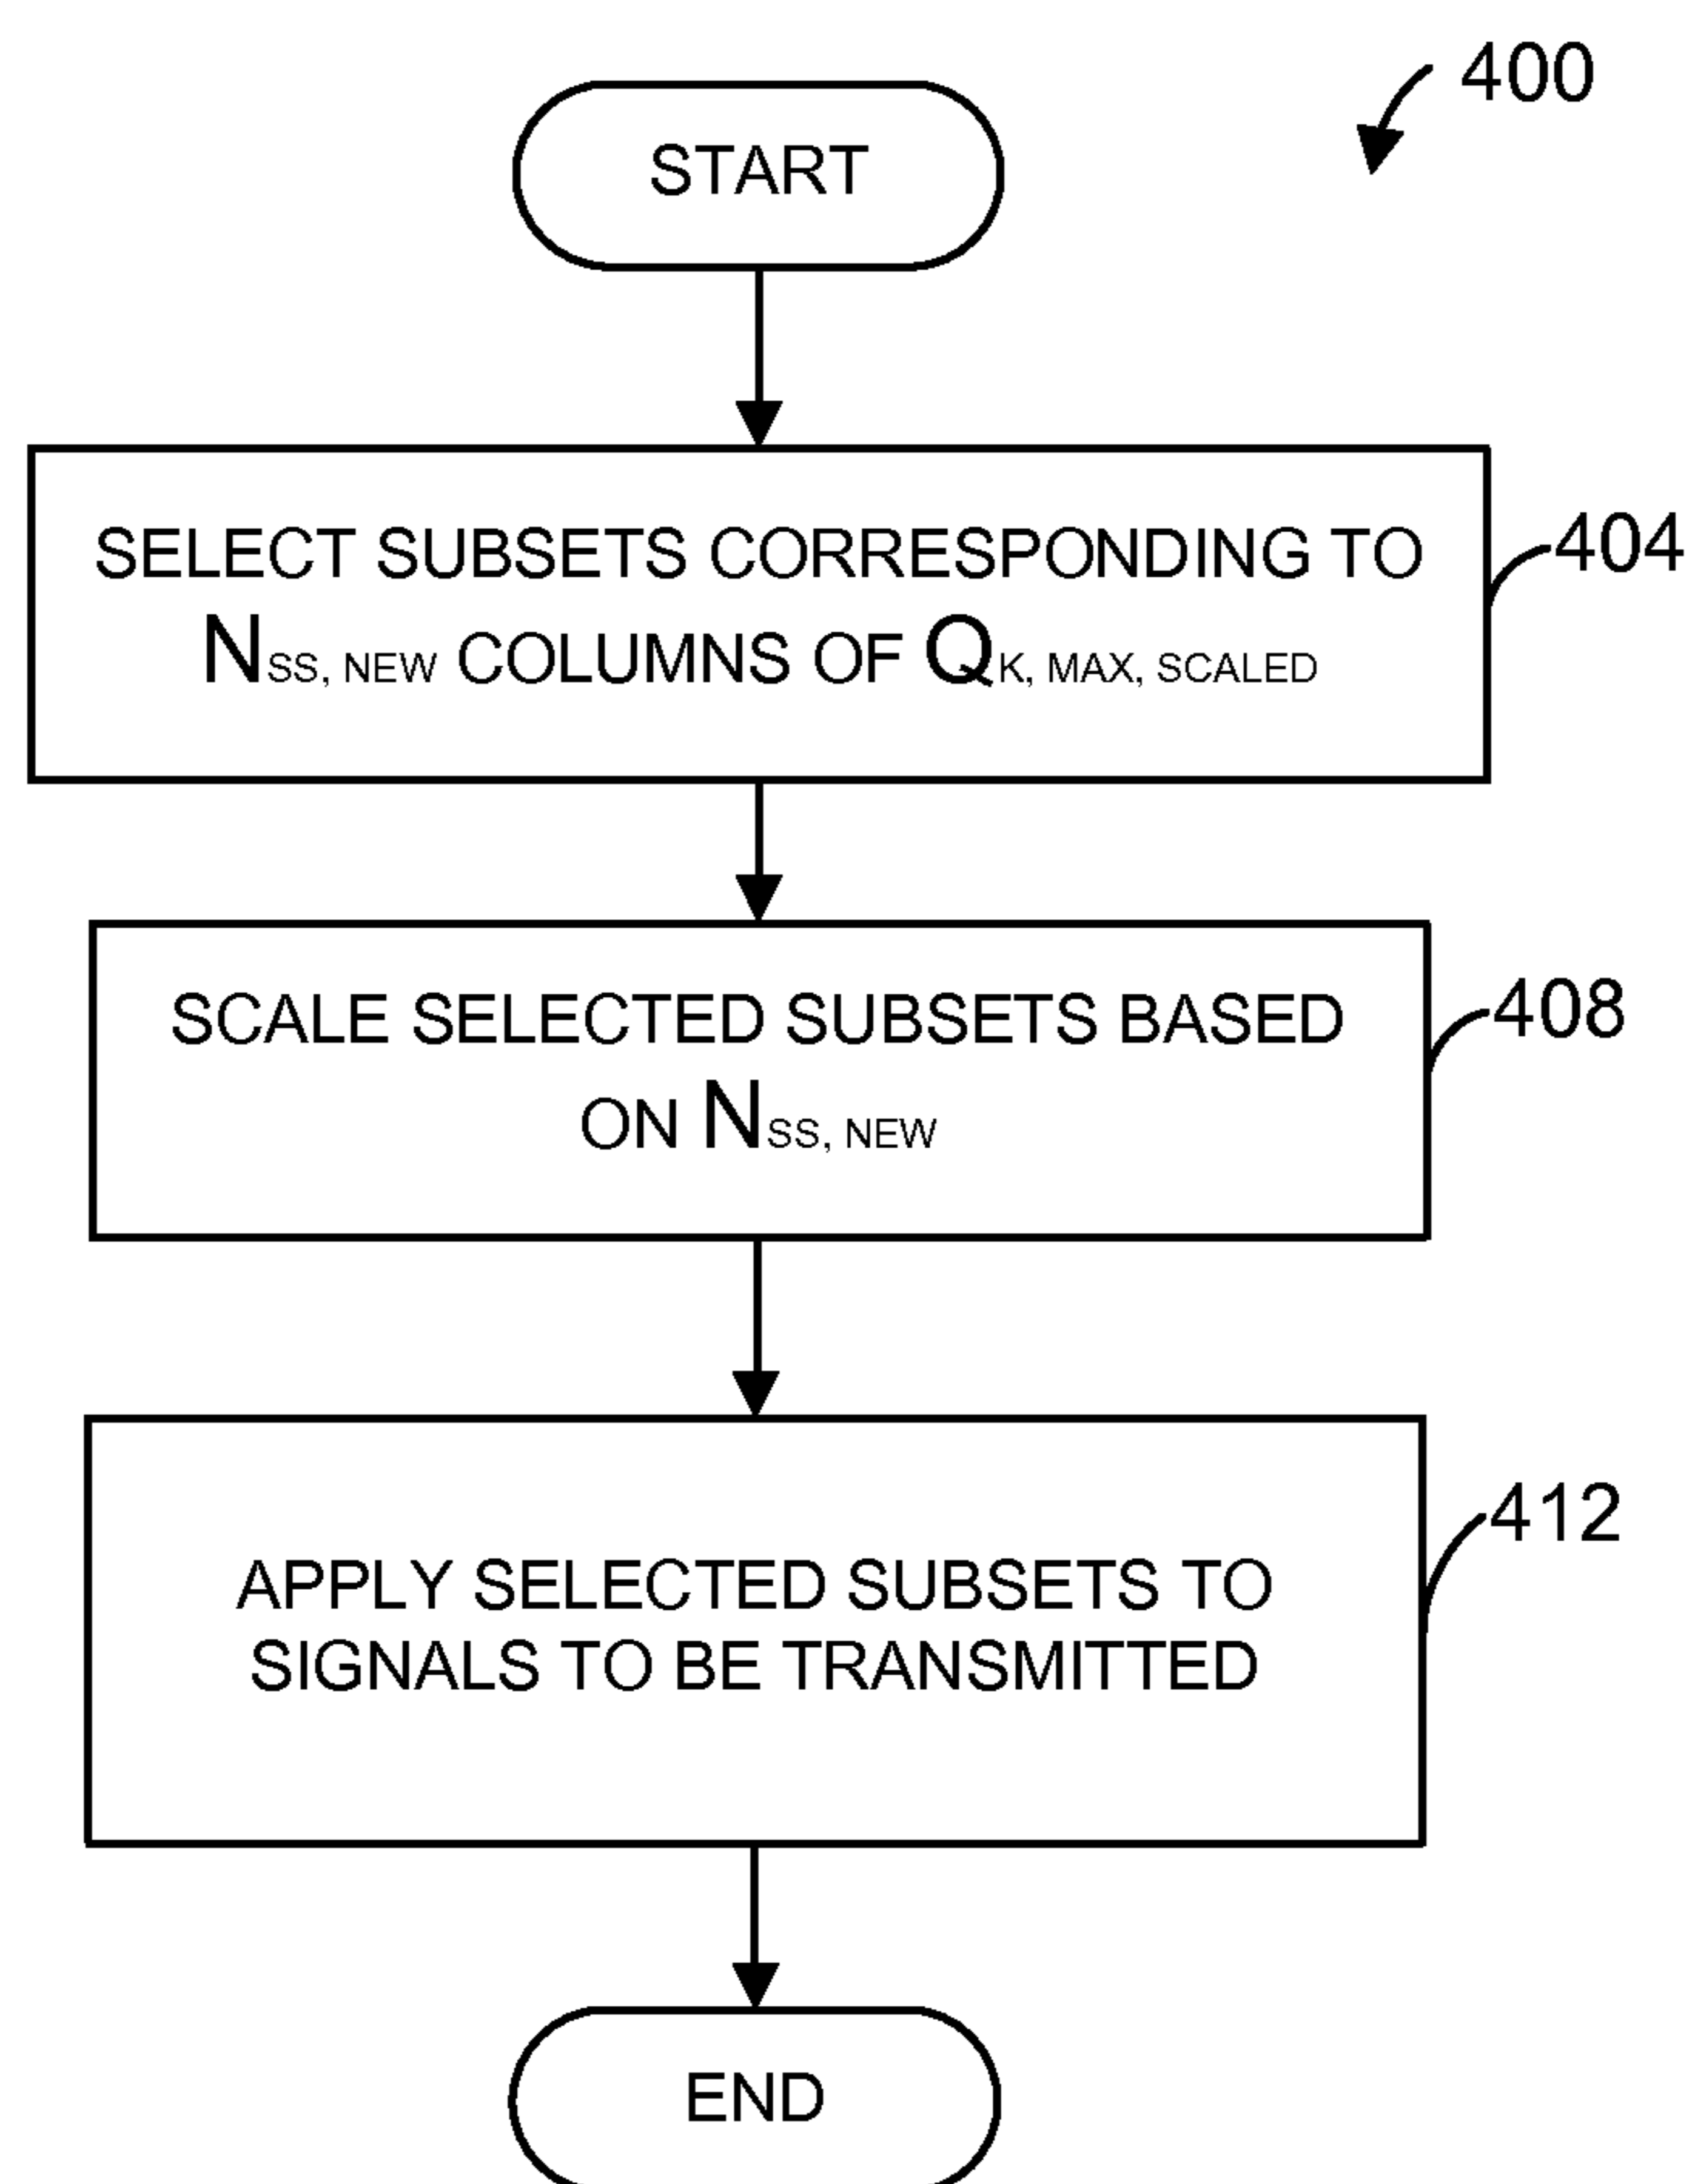 400
START
SELECT SUBSETS CORRESPONDING TO
NSS, NEW COLUMNS OF QK, MAX, SCALED
404
SCALE SELECTED SUBSETS BASED
ON NSS, NEW
408
APPLY SELECTED SUBSETS TO
SIGNALS TO BE TRANSMITTED
412
END